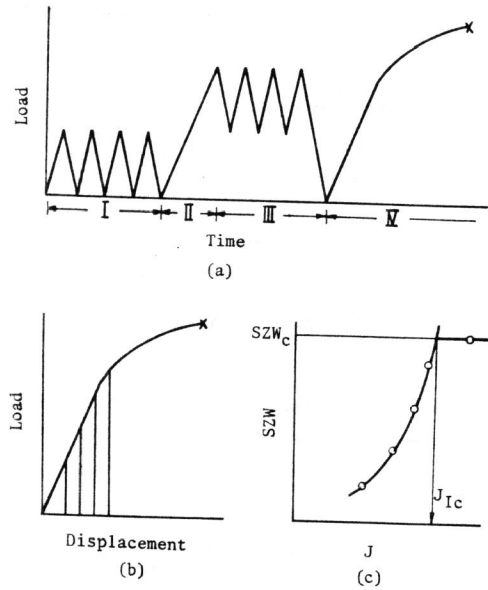 Load
I II III IV
Time
(a)
Load
Displacement
(b)
SZWc
SZW
JIc
J
(c)